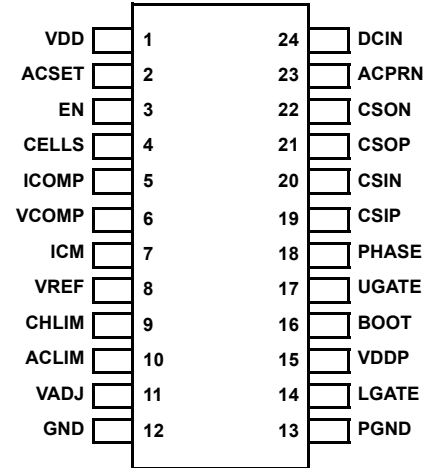 VDD 1 24 DCIN
ACSET 2 23 ACPRN
EN 3 22 CSON
CELLS 4 21 CSOP
ICOMP 5 20 CSIN
VCOMP 6 19 CSIP
ICM 7 18 PHASE
VREF 8 17 UGATE
CHLIM 9 16 BOOT
ACLIM 10 15 VDDP
VADJ 11 14 LGATE
GND 12 13 PGND